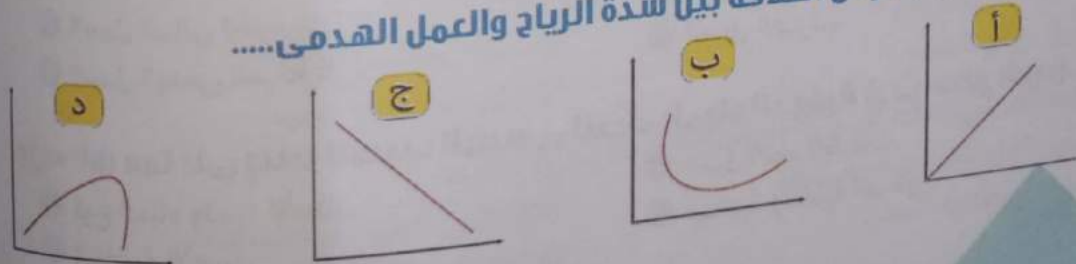 بين شدة الرياح والعمل الهدمى.....
أ
ب
ج
د